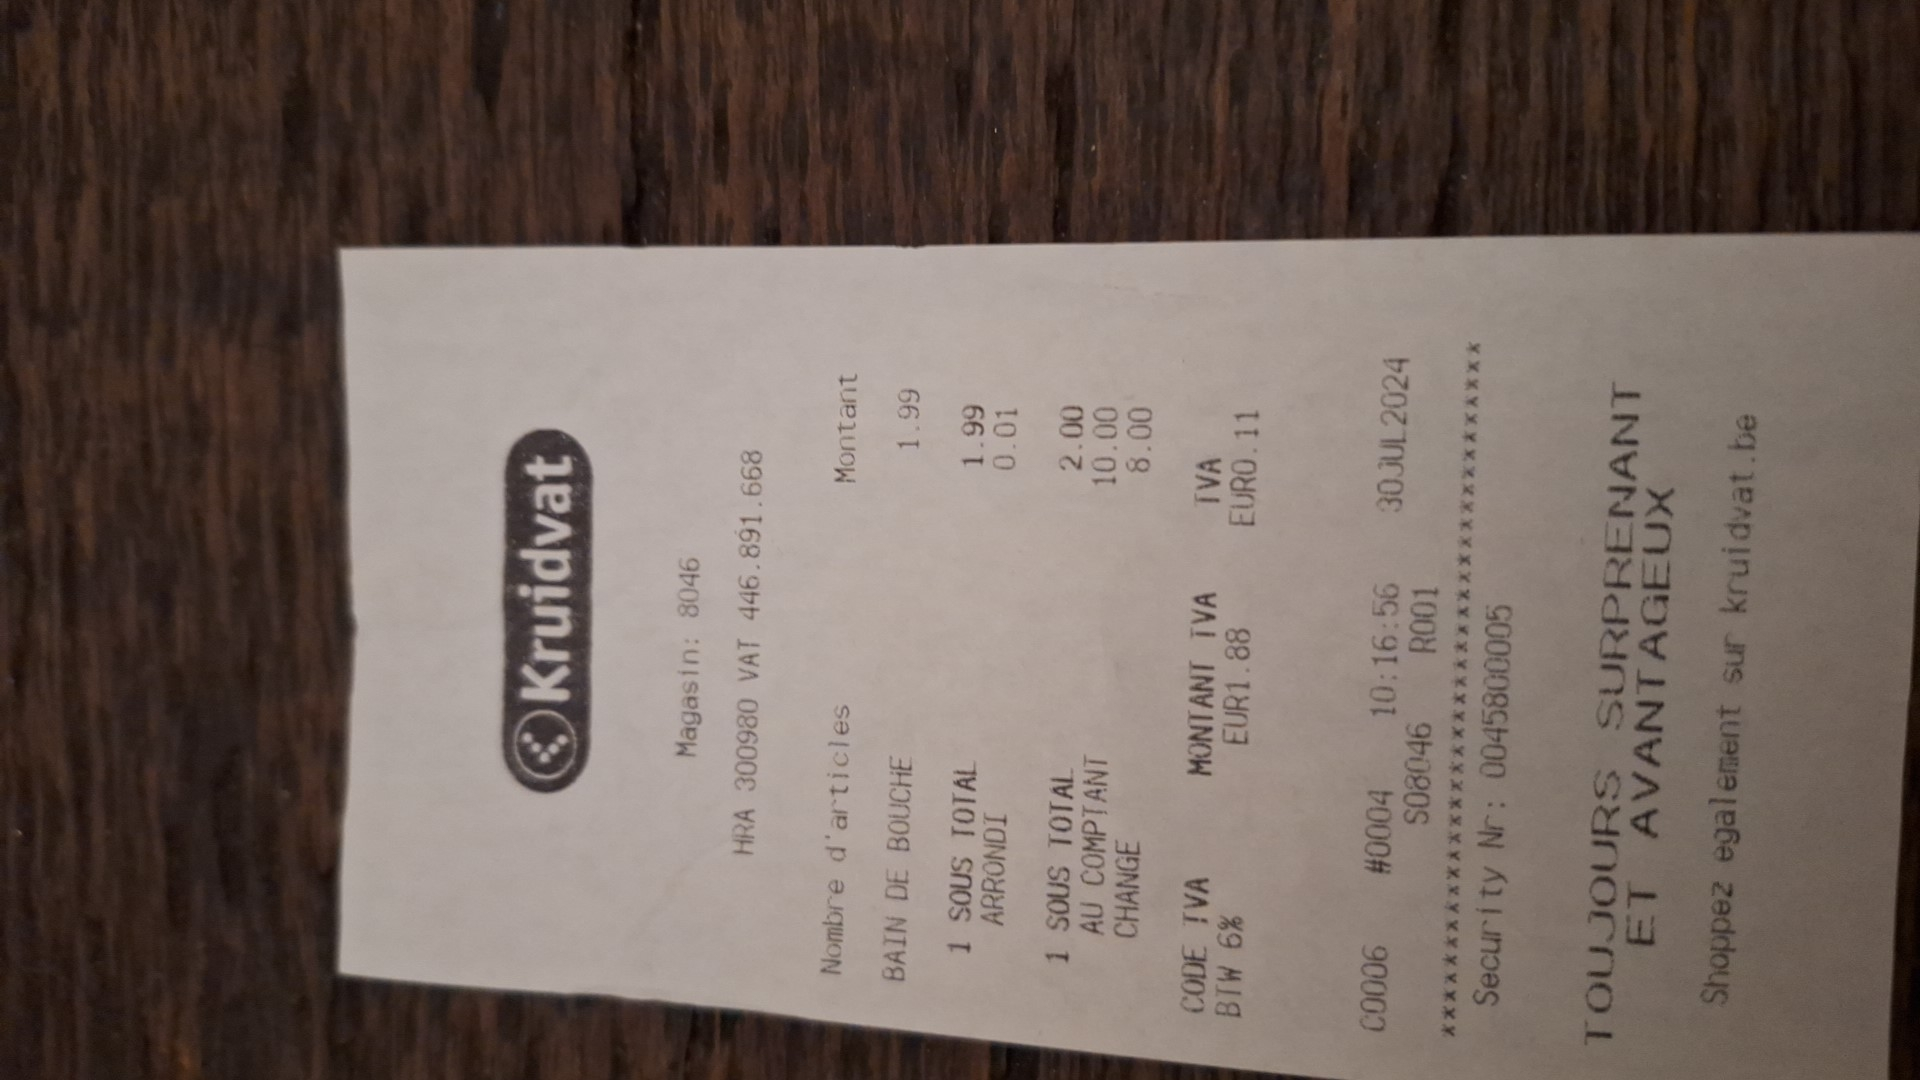 Kruidvat
Magasin: 8046
HRA 300980 VAT 446.891.668
Nombre d'articles Montant
BAIN DE BOUCHE 1.99
1 SOUS TOTAL 1.99
ARRONDI 0.01
1 SOUS TOTAL 2.00
AU COMPTANT 10.00
CHANGE 8.00
CODE TVA MONTANT TVA TVA
BTW 6% EUR1.88 EUR0.11
C0006 #0004 10:16:56 30JUL2024
S08046 R001
xxxxxxxxxxxxxxxxxxxxxxxxxxxxxxxxxxxxxxxxxx
Security Nr: 0045800005
TOUJOURS SURPRENANT
ET AVANTAGEUX
Shoppez egalement sur kruidvat.be